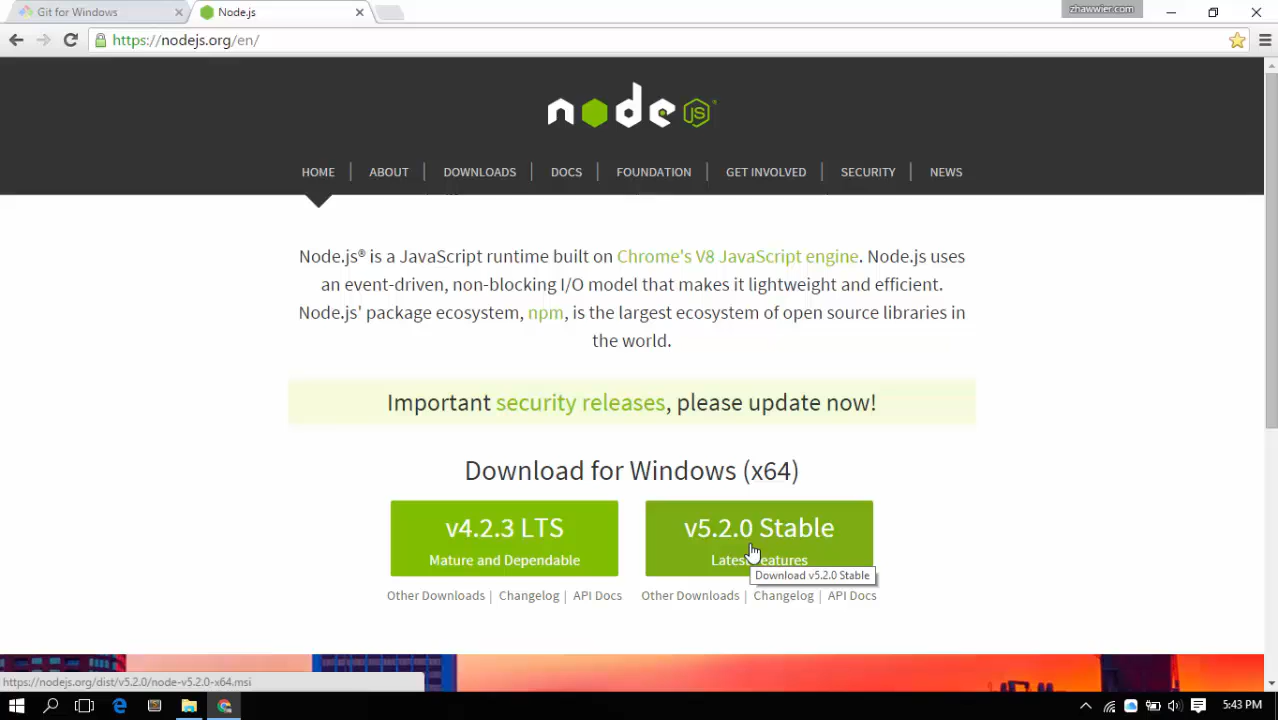 Git for Windows
Node.js
zhawwier.com
https://nodejs.org/en/
node JS
HOME
ABOUT
DOWNLOADS
DOCS
FOUNDATION
GET INVOLVED
SECURITY
NEWS
Node.js® is a JavaScript runtime built on Chrome's V8 JavaScript engine. Node.js uses
an event-driven, non-blocking I/O model that makes it lightweight and efficient.
Node.js' package ecosystem, npm, is the largest ecosystem of open source libraries in
the world.
Important security releases, please update now!
Download for Windows (x64)
v4.2.3 LTS
Mature and Dependable
v5.2.0 Stable
Latest Features
Download v5.2.0 Stable
Other Downloads | Changelog | API Docs
Other Downloads | Changelog | API Docs
https://nodejs.org/dist/v5.2.0/node-v5.2.0-x64.msi
5:43 PM